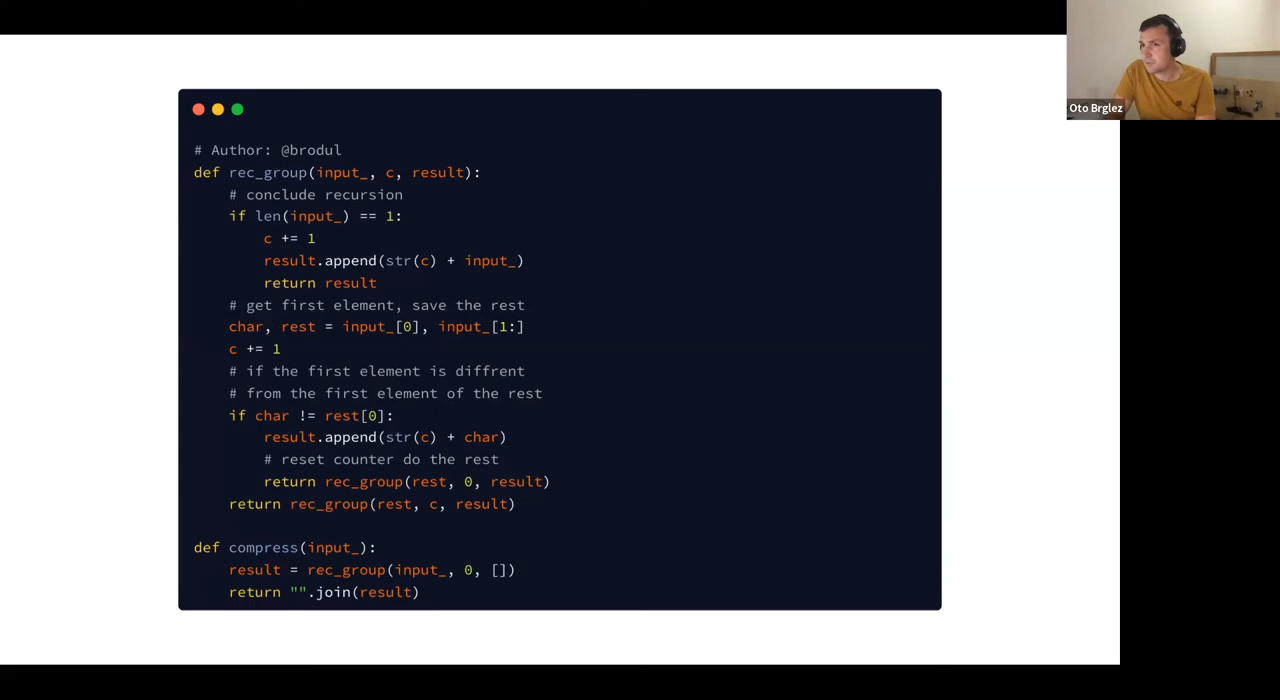 # Author: @brodul
def rec_group(input_, c, result):
    # conclude recursion
    if len(input_) == 1:
        c += 1
        result.append(str(c) + input_)
        return result
    # get first element, save the rest
    char, rest = input_[0], input_[1:]
    c += 1
    # if the first element is diffrent
    # from the first element of the rest
    if char != rest[0]:
        result.append(str(c) + char)
        # reset counter do the rest
        return rec_group(rest, 0, result)
    return rec_group(rest, c, result)

def compress(input_):
    result = rec_group(input_, 0, [])
    return "".join(result)
Oto Brglez